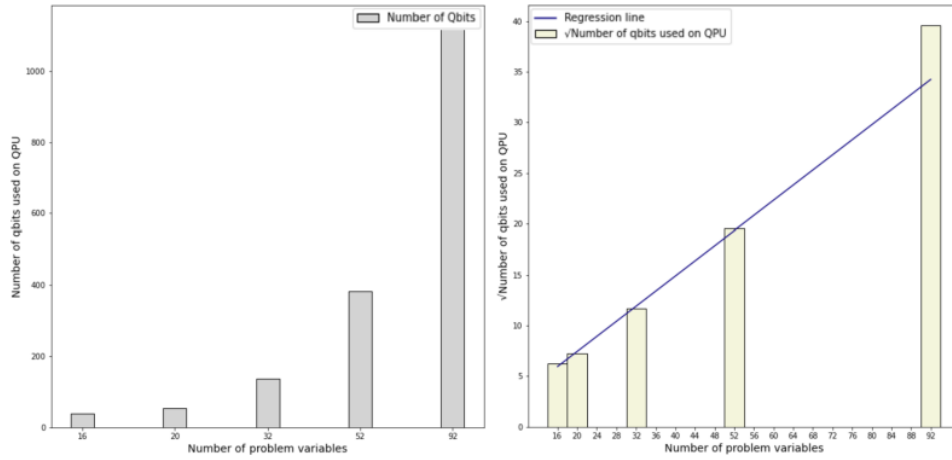 Number of Qbits
Number of qbits used on QPU
1000
800
600
400
200
0
16 20 32 52 92
Number of problem variables
Regression line
√Number of qbits used on QPU
√Number of qbits used on QPU
40
35
30
25
20
15
10
5
0
16 20 24 28 32 36 40 44 48 52 56 60 64 68 72 76 80 84 88 92
Number of problem variables